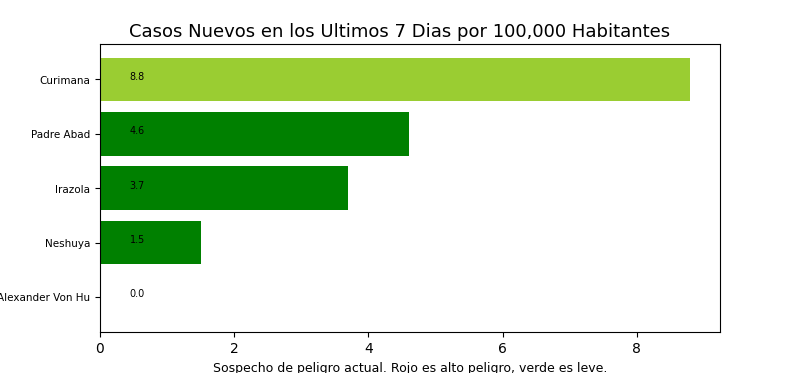 Casos Nuevos en los Ultimos 7 Dias por 100,000 Habitantes
Curimana
8.8
Padre Abad
4.6
Irazola
3.7
Neshuya
1.5
Alexander Von Hu
0.0
0 2 4 6 8
Sospecho de peligro actual. Rojo es alto peligro, verde es leve.